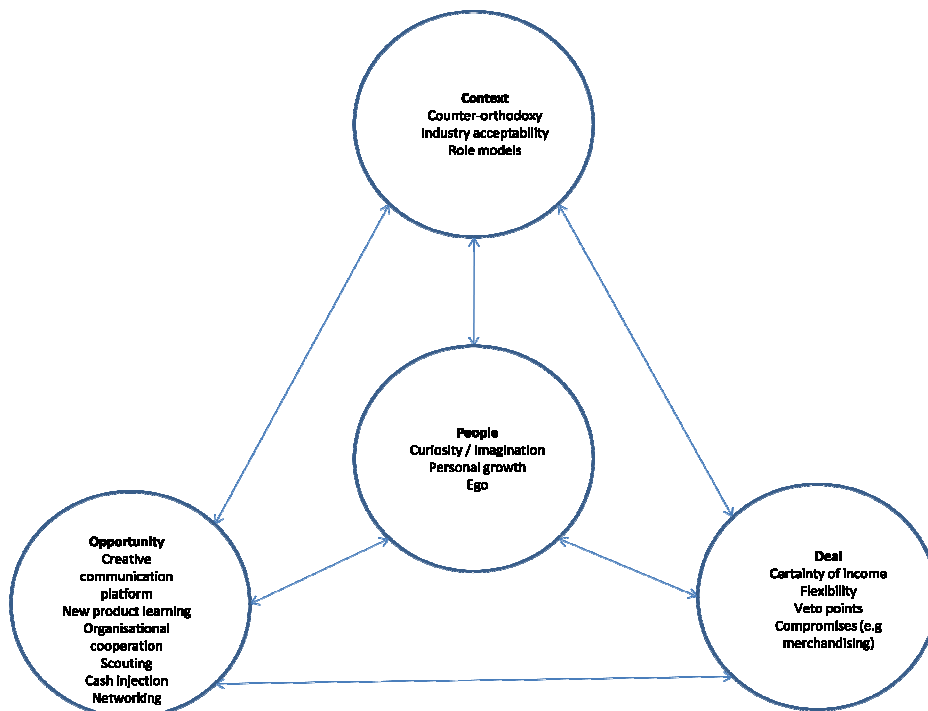 Context
Counter-orthodoxy
Industry acceptability
Role models
People
Curiosity / Imagination
Personal growth
Ego
Opportunity
Creative
communication
platform
New product learning
Organisational
cooperation
Scouting
Cash injection
Networking
Deal
Certainty of income
Flexibility
Veto points
Compromises (e.g
merchandising)